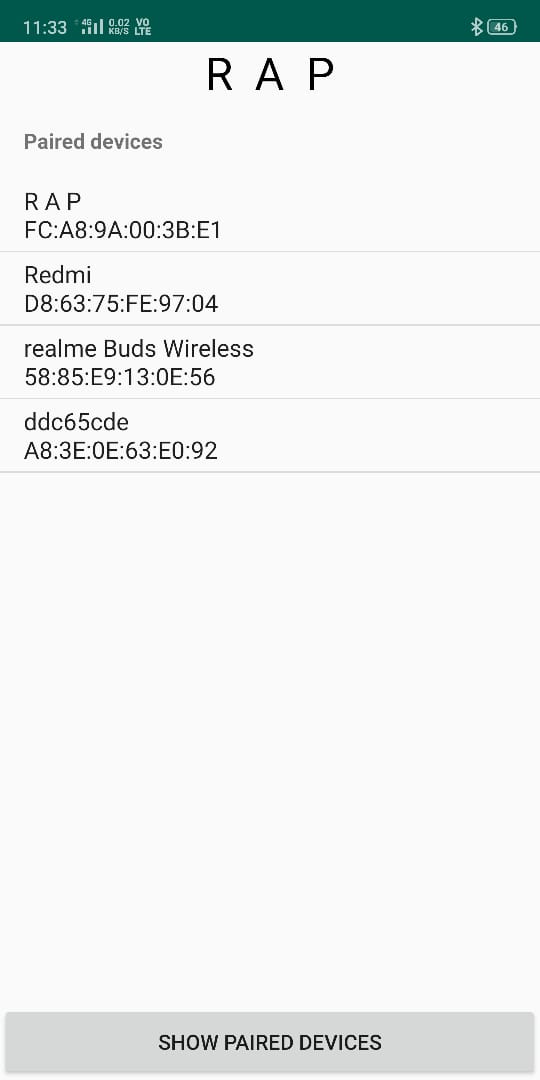 11:33 4G 0.02 KB/S VO LTE 46
R A P
Paired devices
R A P
FC:A8:9A:00:3B:E1
Redmi
D8:63:75:FE:97:04
realme Buds Wireless
58:85:E9:13:0E:56
ddc65cde
A8:3E:0E:63:E0:92
SHOW PAIRED DEVICES